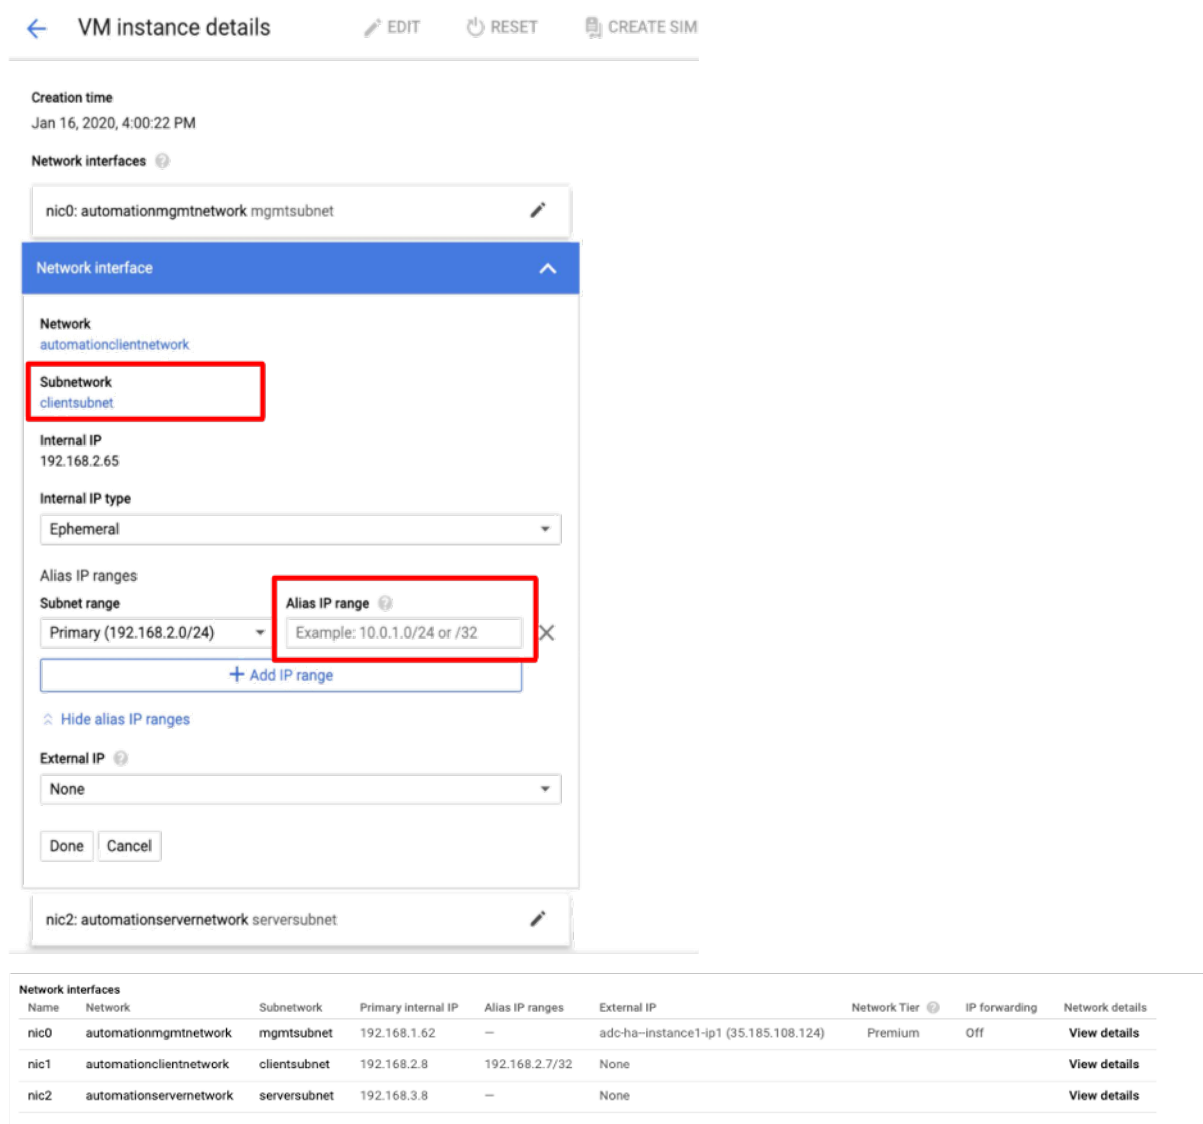 VM instance details EDIT RESET CREATE SIM
Creation time
Jan 16, 2020, 4:00:22 PM
Network interfaces
nic0: automationmgmtnetwork mgmtsubnet
Network interface
Network
automationclientnetwork
Subnetwork
clientsubnet
Internal IP
192.168.2.65
Internal IP type
Ephemeral
Alias IP ranges
Subnet range Alias IP range
Primary (192.168.2.0/24) Example: 10.0.1.0/24 or /32
+ Add IP range
Hide alias IP ranges
External IP
None
Done Cancel
nic2: automationservernetwork serversubnet
Network interfaces
Name Network Subnetwork Primary internal IP Alias IP ranges External IP Network Tier IP forwarding Network details
nic0 automationmgmtnetwork mgmtsubnet 192.168.1.62 — adc-ha--instance1-ip1 (35.185.108.124) Premium Off View details
nic1 automationclientnetwork clientsubnet 192.168.2.8 192.168.2.7/32 None View details
nic2 automationservernetwork serversubnet 192.168.3.8 — None View details